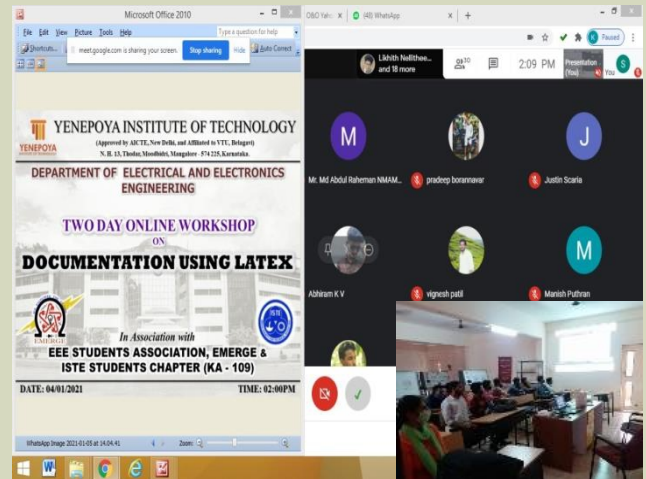 Microsoft Office 2010
File Edit View Picture Tools Help
Type a question for help
Shortcuts...
meet.google.com is sharing your screen.
Stop sharing
Hide
Auto Correct
YENEPOYA
YENEPOYA INSTITUTE OF TECHNOLOGY
(Approved by AICTE, New Delhi, and Affiliated to VTU, Belagavi)
N. H. 13, Thodar, Moodbidri, Mangalore - 574 225, Karnataka.
DEPARTMENT OF ELECTRICAL AND ELECTRONICS
ENGINEERING
TWO DAY ONLINE WORKSHOP
ON
DOCUMENTATION USING LATEX
EMERGE
ISTE
In Association with
EEE STUDENTS ASSOCIATION, EMERGE &
ISTE STUDENTS CHAPTER (KA - 109)
DATE: 04/01/2021
TIME: 02:00PM
WhatsApp Image 2021-01-05 at 14.04.41
Zoom:
(40) WhatsApp
Paused
Likhith Nellithee...
and 18 more
30
2:09 PM
Presentation
(You)
You
S
M
J
Mr. Md Abdul Raheman NMAM...
pradeep borannavar
Justin Scaria
M
Abhiram K V
vignesh patil
Manish Puthran